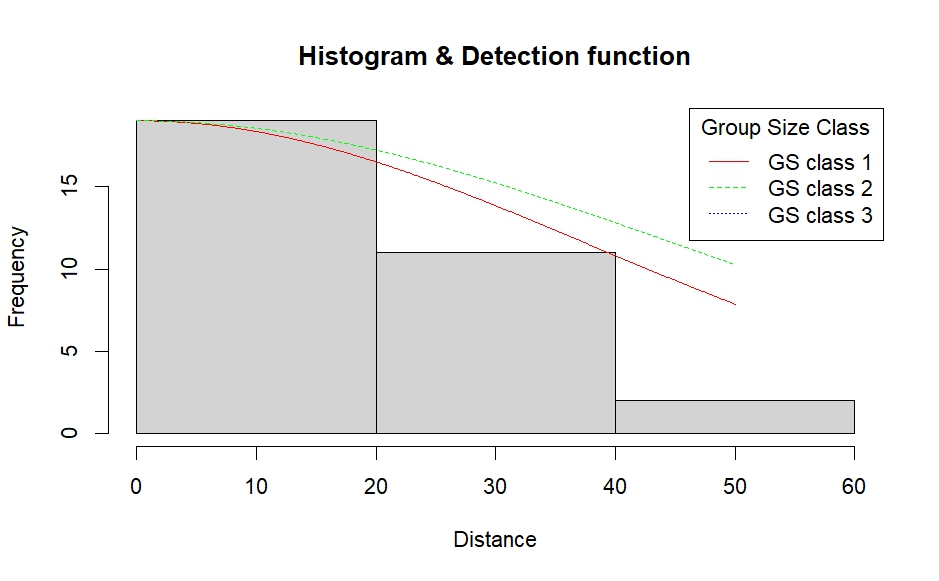 Histogram & Detection function
Group Size Class
GS class 1
GS class 2
GS class 3
Frequency
15
10
5
0
0 10 20 30 40 50 60
Distance